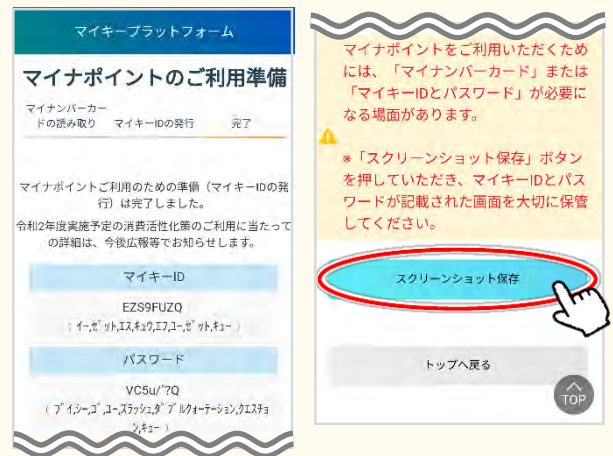 マイキープラットフォーム
マイナポイントのご利用準備
マイナンバーカー
ドの読み取り マイキーIDの発行 完了
マイナポイントご利用のための準備(マイキーIDの発
行)は完了しました。
令和2年度実施予定の消費活性化策のご利用に当たって
の詳細は、今後広報等でお知らせします。
マイキーID
EZS9FUZQ
( イー,ゼット,エス,キュウ,エフ,ユー,ゼット,キュー )
パスワード
VC5u/"?Q
( ブイ,シー,ゴ,ユー,スラッシュ,ダブルクォーテーション,クエスチョ
ン,キュー )
マイナポイントをご利用いただくため
には、「マイナンバーカード」または
「マイキーIDとパスワード」が必要に
なる場面があります。
※「スクリーンショット保存」ボタン
を押していただき、マイキーIDとパス
ワードが記載された画面を大切に保管
してください。
スクリーンショット保存
トップへ戻る
TOP